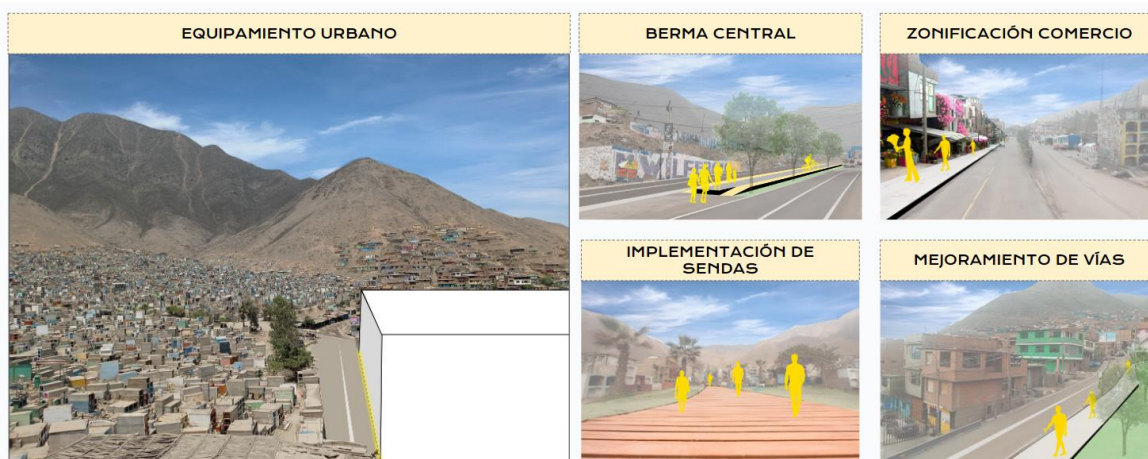 EQUIPAMIENTO URBANO
BERMA CENTRAL
ZONIFICACIÓN COMERCIO
IMPLEMENTACIÓN DE
SENDAS
MEJORAMIENTO DE VÍAS